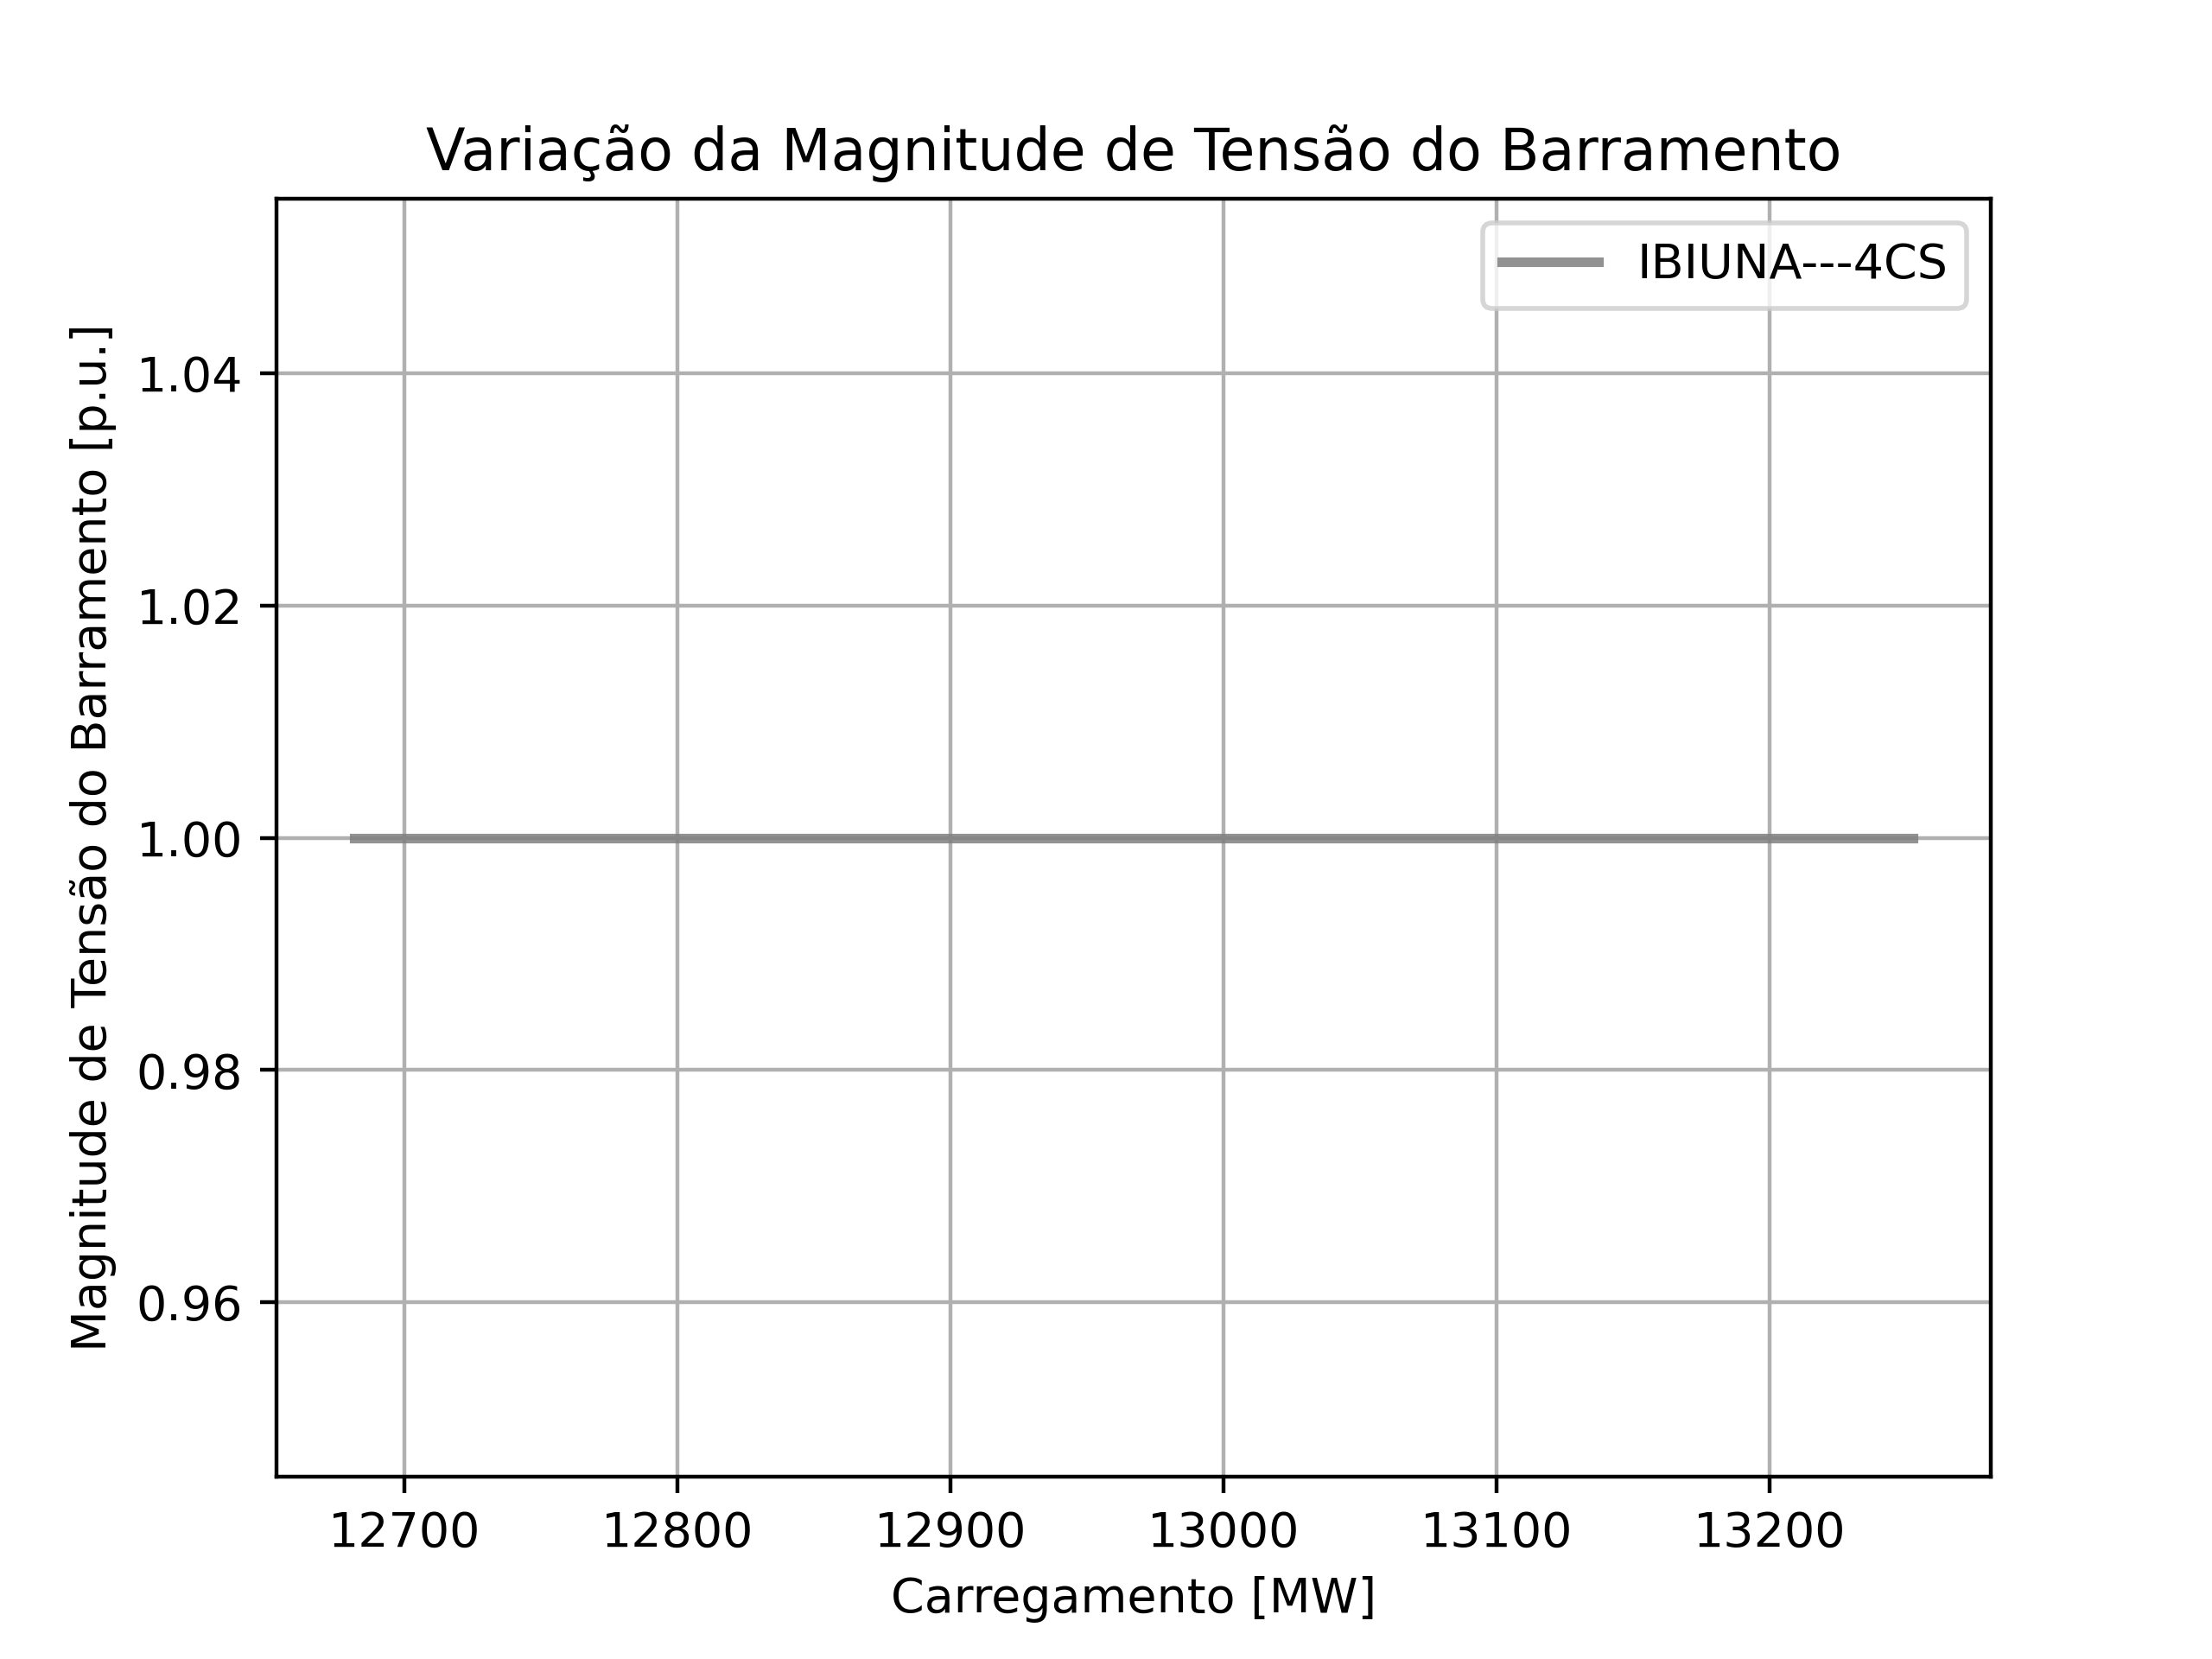 Variação da Magnitude de Tensão do Barramento
IBIUNA---4CS
Magnitude de Tensão do Barramento [p.u.]
1.04
1.02
1.00
0.98
0.96
12700 12800 12900 13000 13100 13200
Carregamento [MW]